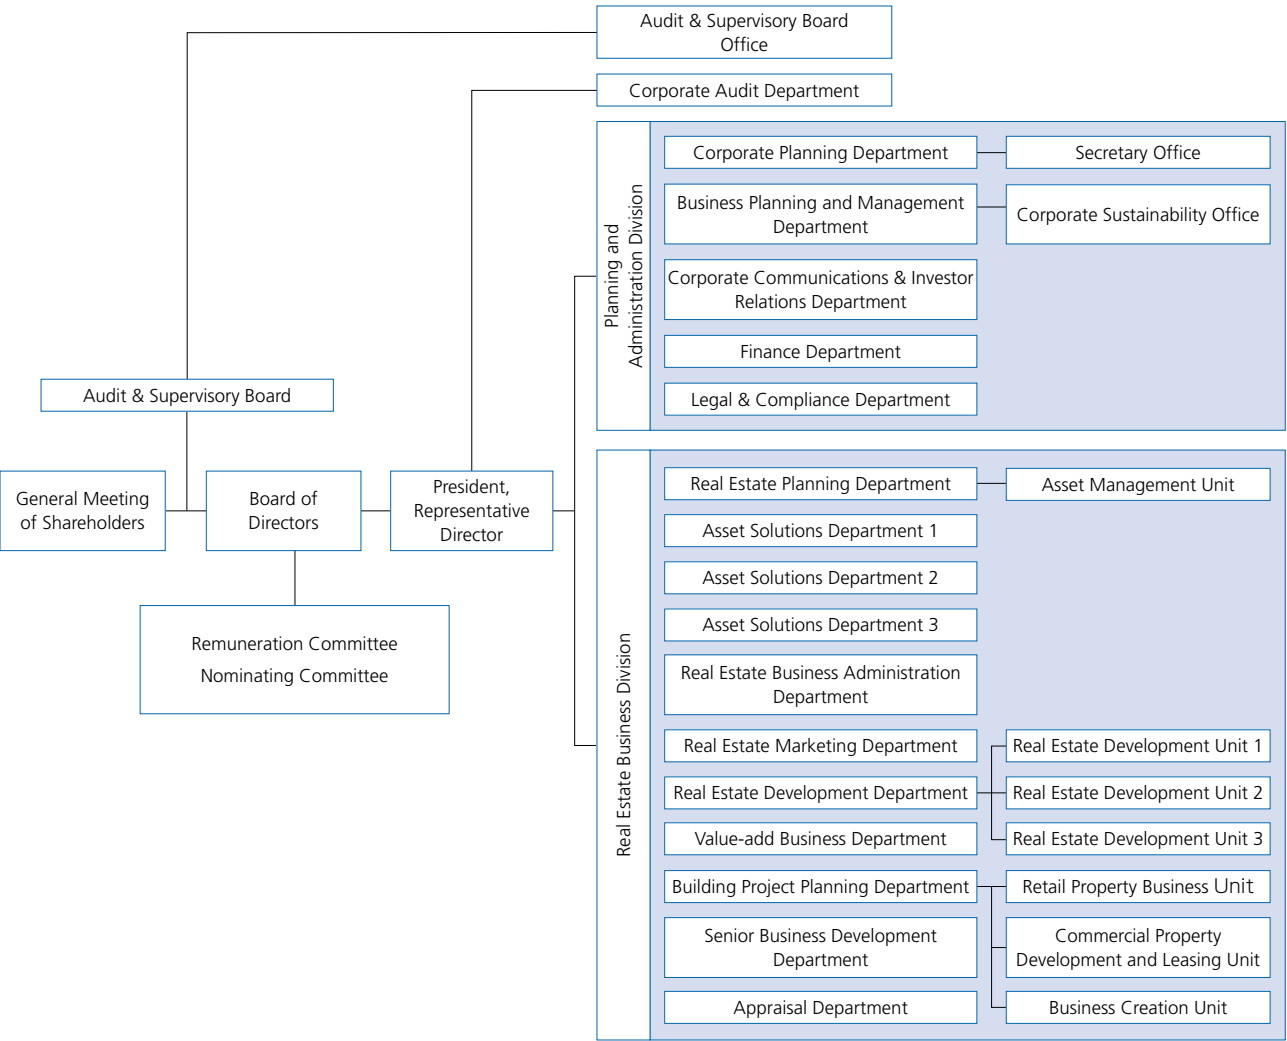 Audit & Supervisory Board
Office
Corporate Audit Department
Planning and
Administration Division
Corporate Planning Department
Secretary Office
Business Planning and Management
Department
Corporate Sustainability Office
Corporate Communications & Investor
Relations Department
Finance Department
Legal & Compliance Department
Audit & Supervisory Board
General Meeting
of Shareholders
Board of
Directors
President,
Representative
Director
Remuneration Committee
Nominating Committee
Real Estate Business Division
Real Estate Planning Department
Asset Management Unit
Asset Solutions Department 1
Asset Solutions Department 2
Asset Solutions Department 3
Real Estate Business Administration
Department
Real Estate Marketing Department
Real Estate Development Unit 1
Real Estate Development Department
Real Estate Development Unit 2
Value-add Business Department
Real Estate Development Unit 3
Building Project Planning Department
Retail Property Business Unit
Senior Business Development
Department
Commercial Property
Development and Leasing Unit
Appraisal Department
Business Creation Unit